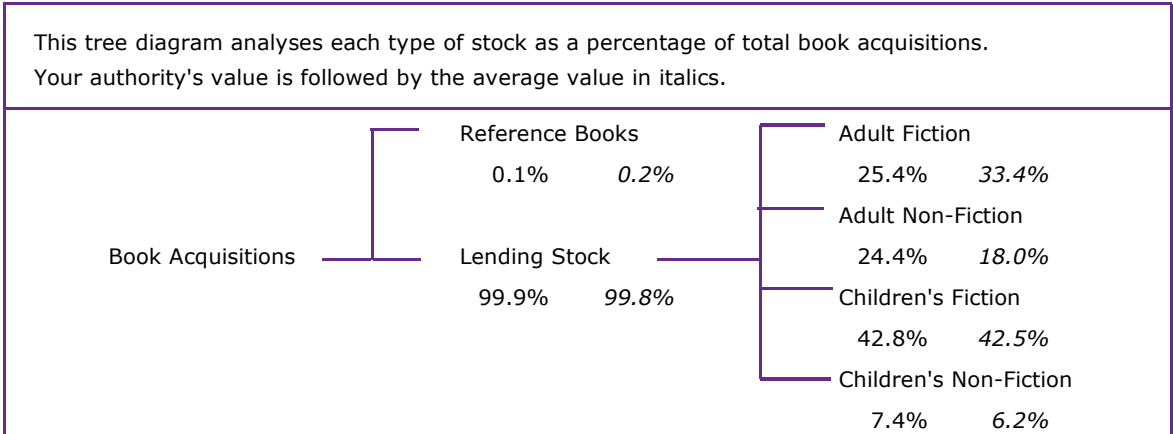 This tree diagram analyses each type of stock as a percentage of total book acquisitions.
Your authority's value is followed by the average value in italics.
Reference Books
0.1% 0.2%
Book Acquisitions
Lending Stock
99.9% 99.8%
Adult Fiction
25.4% 33.4%
Adult Non-Fiction
24.4% 18.0%
Children's Fiction
42.8% 42.5%
Children's Non-Fiction
7.4% 6.2%